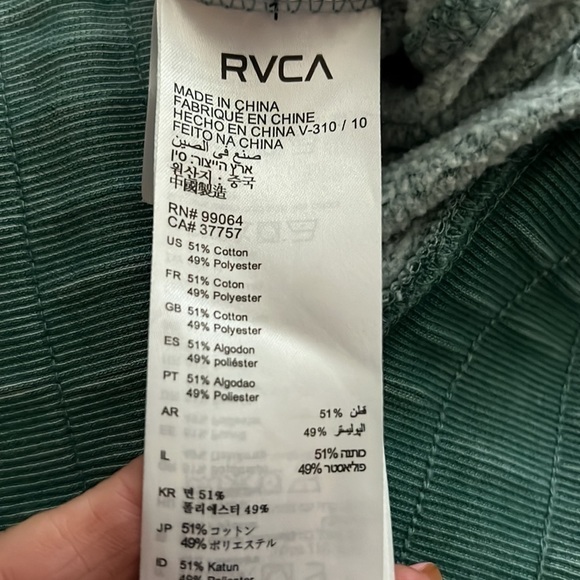 RVCA
MADE IN CHINA
FABRIQUÉ EN CHINE
HECHO EN CHINA V-310 / 10
FEITO NA CHINA
صنع في الصين
ארץ הייצור: סין
원산지 : 중국
中國製造
RN# 99064
CA# 37757
US 51% Cotton
49% Polyester
FR 51% Coton
49% Polyester
GB 51% Cotton
49% Polyester
ES 51% Algodon
49% poliéster
PT 51% Algodao
49% Poliester
AR 51% قطن
49% البوليستر
IL 51% כותנה
49% פוליאסטר
KR 면 51%
폴리에스터 49%
JP 51% コットン
49% ポリエステル
ID 51% Katun
49% Poliester